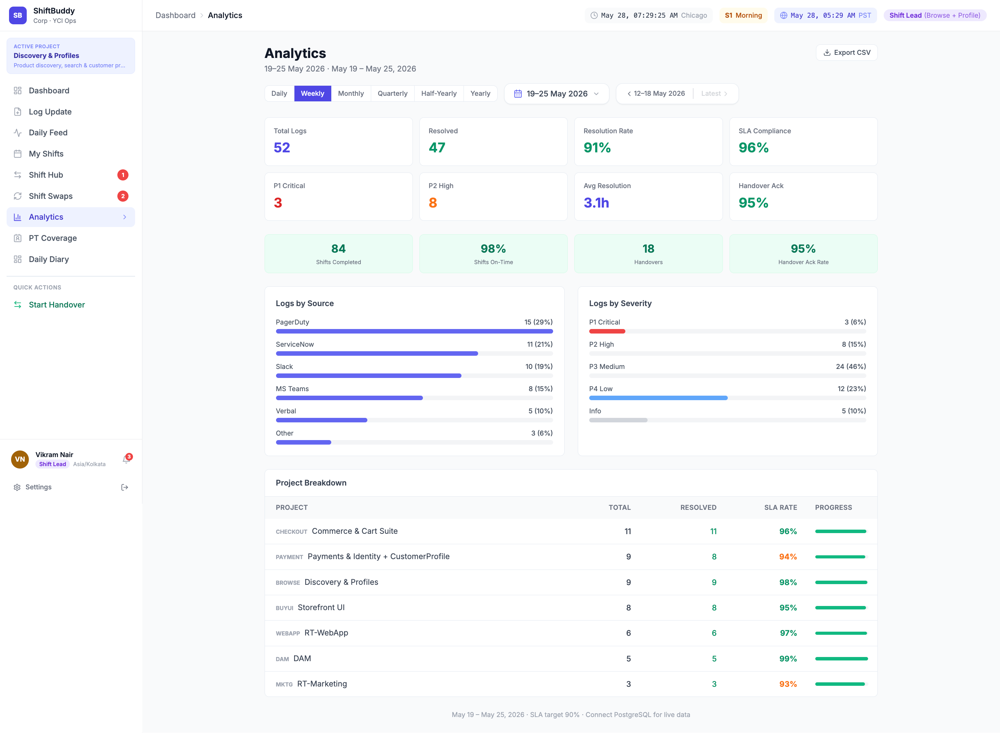 SB
ShiftBuddy
Corp · YCI Ops
Dashboard
Analytics
May 28, 07:29:25 AM Chicago
S1 Morning
May 28, 05:29 AM PST
Shift Lead (Browse + Profile)
ACTIVE PROJECT
Discovery & Profiles
Product discovery, search & customer pr...
Dashboard
Log Update
Daily Feed
My Shifts
Shift Hub 1
Shift Swaps 2
Analytics
PT Coverage
Daily Diary
QUICK ACTIONS
Start Handover
VN
Vikram Nair
Shift Lead Asia/Kolkata
3
Settings
Analytics
19–25 May 2026 · May 19 – May 25, 2026
Export CSV
Daily Weekly Monthly Quarterly Half-Yearly Yearly
19–25 May 2026
12–18 May 2026
Latest
Total Logs
52
Resolved
47
Resolution Rate
91%
SLA Compliance
96%
P1 Critical
3
P2 High
8
Avg Resolution
3.1h
Handover Ack
95%
84
Shifts Completed
98%
Shifts On-Time
18
Handovers
95%
Handover Ack Rate
Logs by Source
PagerDuty 15 (29%)
ServiceNow 11 (21%)
Slack 10 (19%)
MS Teams 8 (15%)
Verbal 5 (10%)
Other 3 (6%)
Logs by Severity
P1 Critical 3 (6%)
P2 High 8 (15%)
P3 Medium 24 (46%)
P4 Low 12 (23%)
Info 5 (10%)
Project Breakdown
PROJECT TOTAL RESOLVED SLA RATE PROGRESS
CHECKOUT Commerce & Cart Suite 11 11 96%
PAYMENT Payments & Identity + CustomerProfile 9 8 94%
BROWSE Discovery & Profiles 9 9 98%
BUYUI Storefront UI 8 8 95%
WEBAPP RT-WebApp 6 6 97%
DAM DAM 5 5 99%
MKTG RT-Marketing 3 3 93%
May 19 – May 25, 2026 · SLA target 90% · Connect PostgreSQL for live data